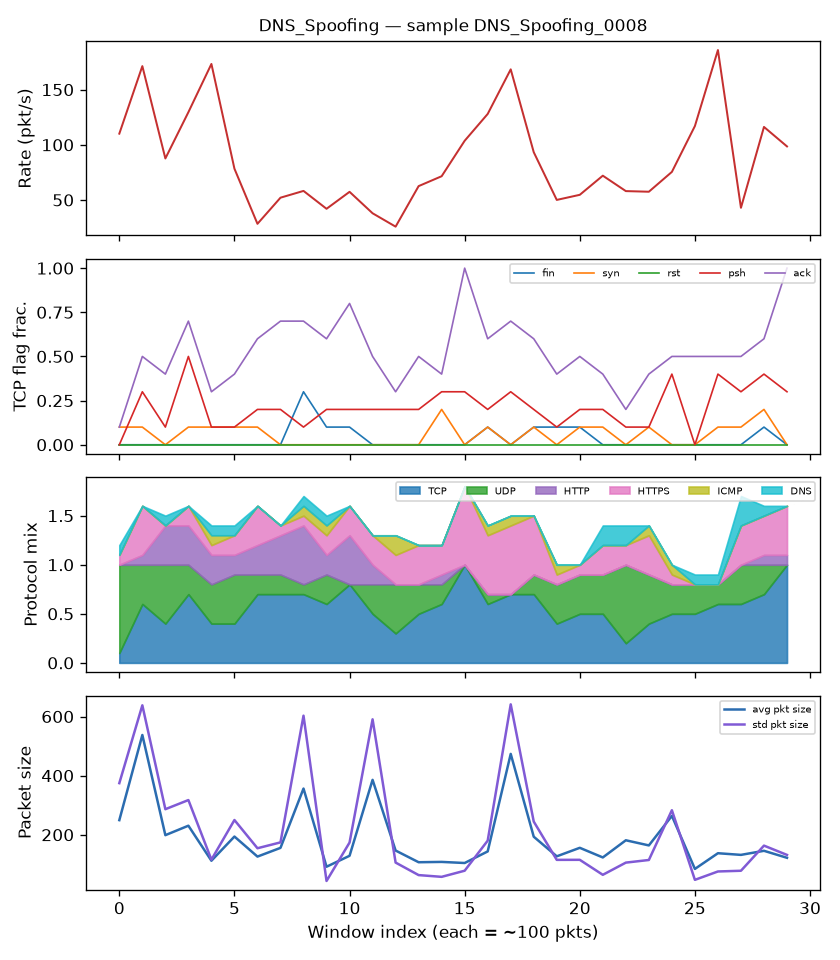 DNS_Spoofing — sample DNS_Spoofing_0008
Rate (pkt/s)
150
100
50
TCP flag frac.
1.00
0.75
0.50
0.25
0.00
fin syn rst psh ack
Protocol mix
1.5
1.0
0.5
0.0
TCP UDP HTTP HTTPS ICMP DNS
Packet size
600
400
200
avg pkt size
std pkt size
0 5 10 15 20 25 30
Window index (each = ~100 pkts)